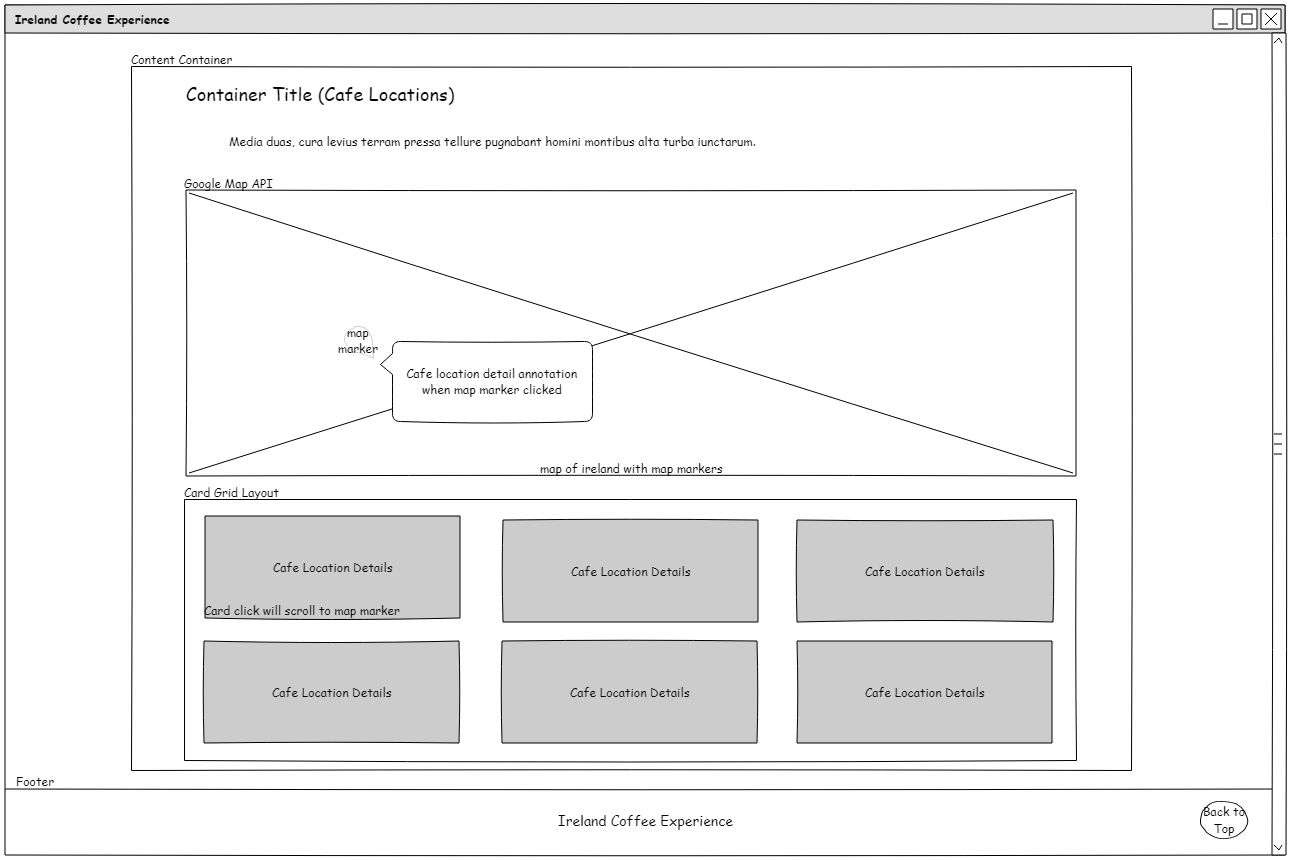 Ireland Coffee Experience
Content Container
Container Title (Cafe Locations)
Media duas, cura levius terram pressa tellure pugnabant homini montibus alta turba iunctarum.
Google Map API
map
marker
Cafe location detail annotation
when map marker clicked
map of ireland with map markers
Card Grid Layout
Cafe Location Details
Card click will scroll to map marker
Cafe Location Details
Cafe Location Details
Cafe Location Details
Cafe Location Details
Cafe Location Details
Footer
Ireland Coffee Experience
Back to
Top